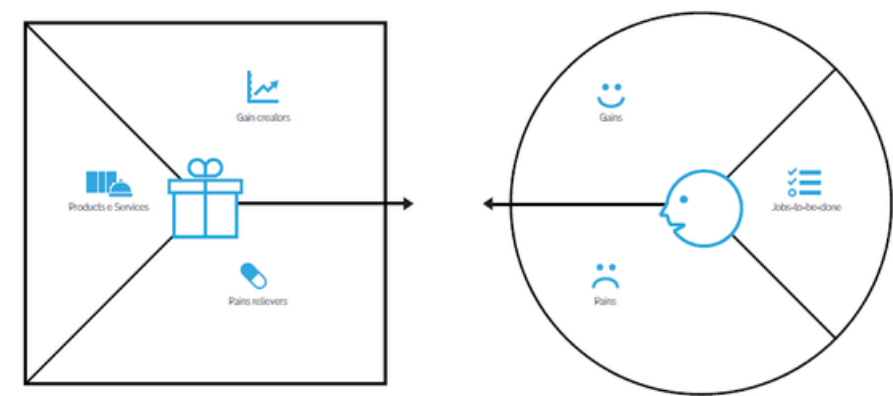 Gain creators
Products e Services
Pains relievers
Gains
Jobs-to-be-done
Pains